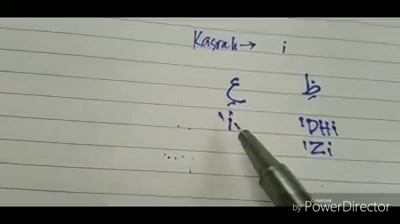 Kasrah → i
عِ ظِ
'i 'DHi
'Zi
by PowerDirector